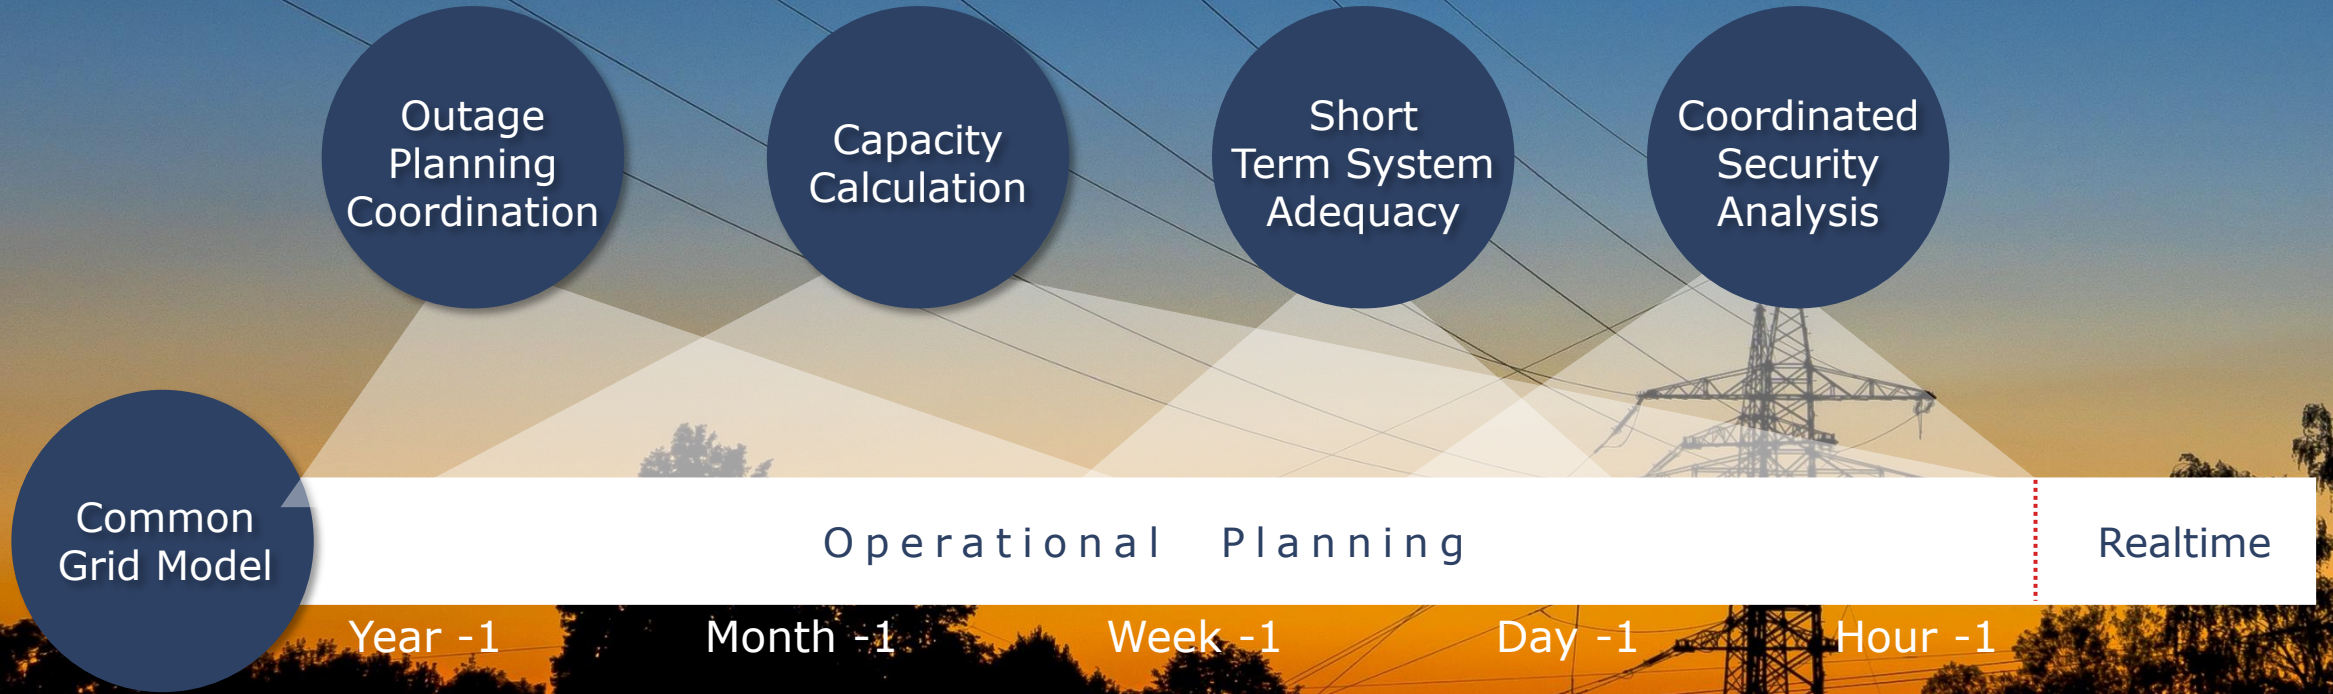 Outage
Planning
Coordination
Capacity
Calculation
Short
Term System
Adequacy
Coordinated
Security
Analysis
Common
Grid Model
Operational Planning
Realtime
Year -1
Month -1
Week -1
Day -1
Hour -1